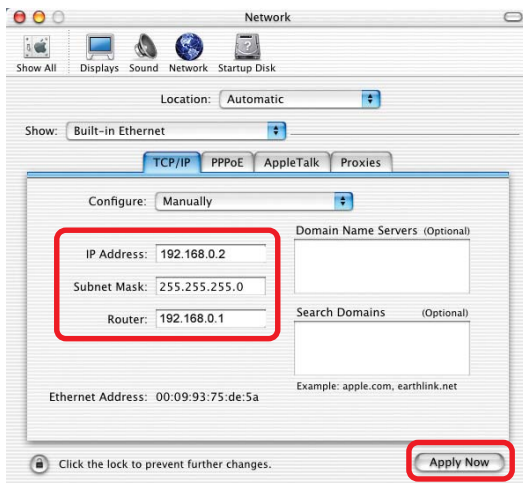 Network
Show All Displays Sound Network Startup Disk
Location: Automatic
Show: Built-in Ethernet
TCP/IP PPPoE AppleTalk Proxies
Configure: Manually
Domain Name Servers (Optional)
IP Address: 192.168.0.2
Subnet Mask: 255.255.255.0
Router: 192.168.0.1
Search Domains (Optional)
Example: apple.com, earthlink.net
Ethernet Address: 00:09:93:75:de:5a
Click the lock to prevent further changes.
Apply Now